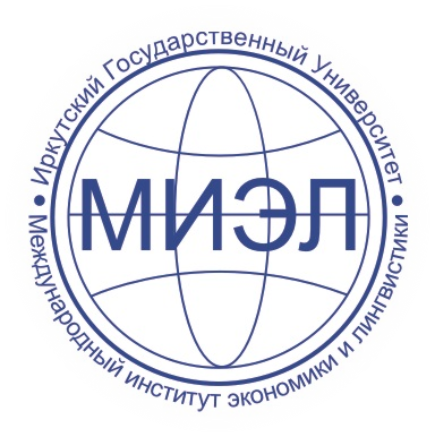 Иркутский Государственный Университет
МИЭЛ
• Международный институт экономики и лингвистики •